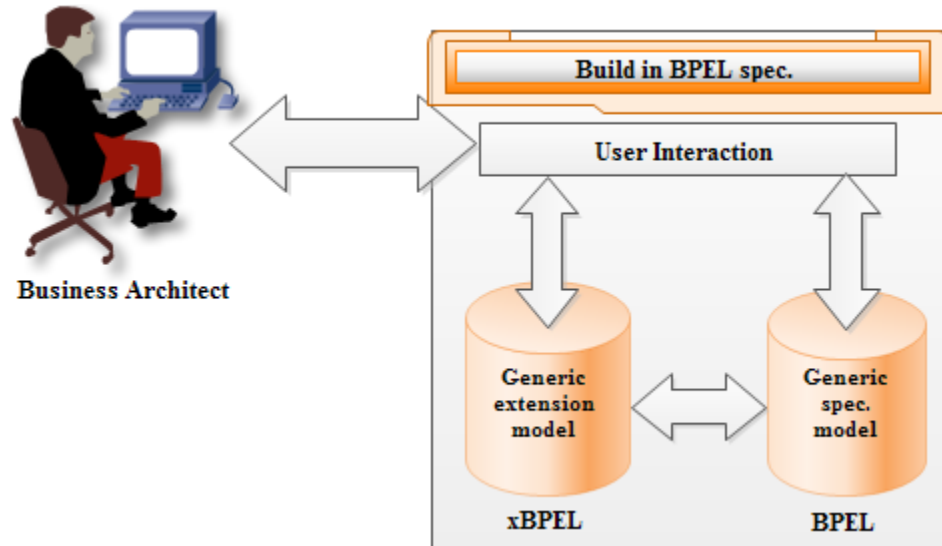 Build in BPEL spec.
User Interaction
Business Architect
Generic
extension
model
Generic
spec.
model
xBPEL
BPEL